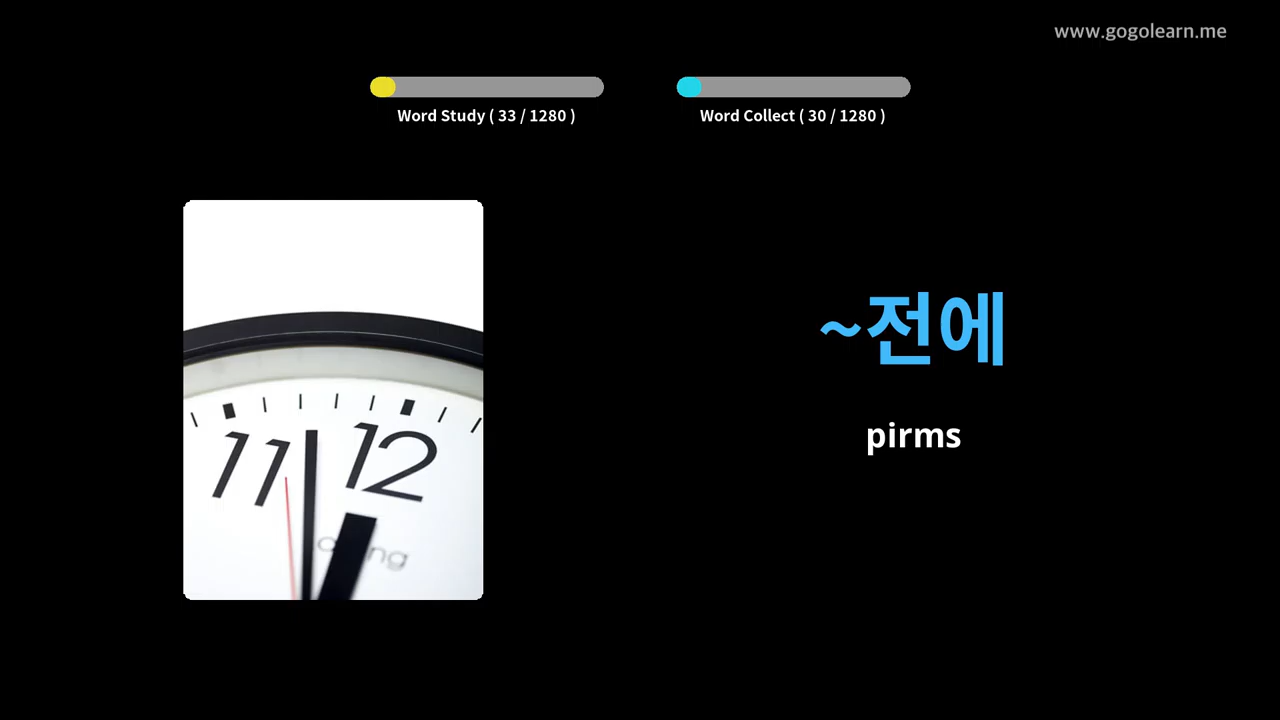 www.gogolearn.me
Word Study ( 33 / 1280 )
Word Collect ( 30 / 1280 )
~전에
pirms
11
12